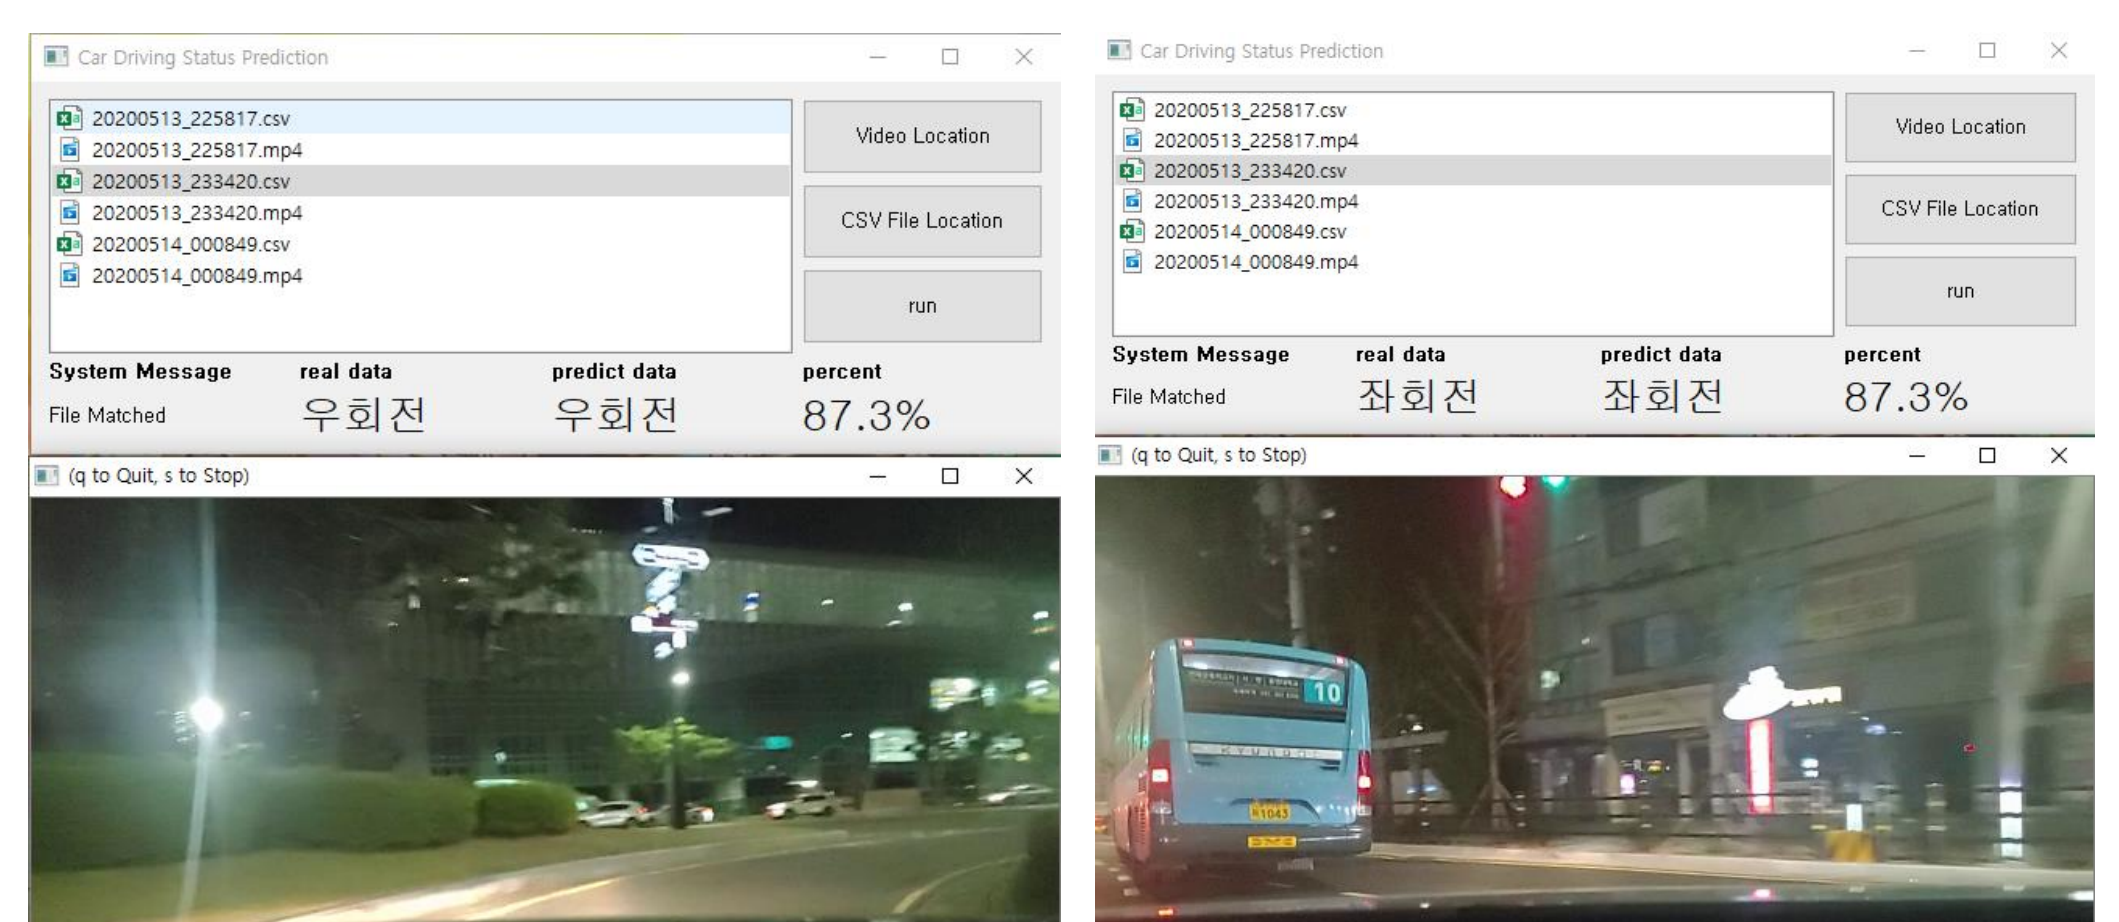 Car Driving Status Prediction
20200513_225817.csv
20200513_225817.mp4
20200513_233420.csv
20200513_233420.mp4
20200514_000849.csv
20200514_000849.mp4
Video Location
CSV File Location
run
System Message real data predict data percent
File Matched 우회전 우회전 87.3%
(q to Quit, s to Stop)
Car Driving Status Prediction
20200513_225817.csv
20200513_225817.mp4
20200513_233420.csv
20200513_233420.mp4
20200514_000849.csv
20200514_000849.mp4
Video Location
CSV File Location
run
System Message real data predict data percent
File Matched 좌회전 좌회전 87.3%
(q to Quit, s to Stop)
10
1043